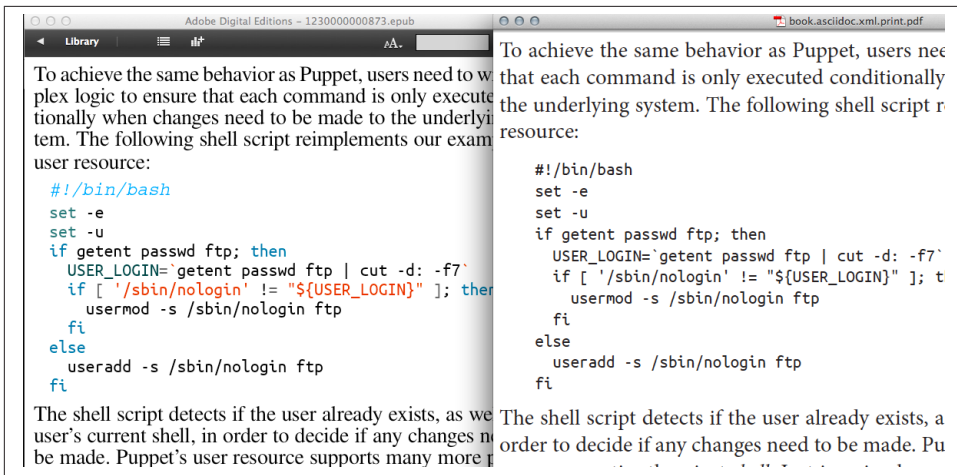 Adobe Digital Editions – 1230000000873.epub
Library
AA
To achieve the same behavior as Puppet, users need to
plex logic to ensure that each command is only execute
tionally when changes need to be made to the underlyi
tem. The following shell script reimplements our exam
user resource:
#!/bin/bash
set -e
set -u
if getent passwd ftp; then
  USER_LOGIN=`getent passwd ftp | cut -d: -f7`
  if [ '/sbin/nologin' != "${USER_LOGIN}" ]; then
    usermod -s /sbin/nologin ftp
  fi
else
  useradd -s /sbin/nologin ftp
fi
The shell script detects if the user already exists, as we
user's current shell, in order to decide if any changes n
be made. Puppet's user resource supports many more
book.asciidoc.xml.print.pdf
To achieve the same behavior as Puppet, users nee
that each command is only executed conditionally
the underlying system. The following shell script r
resource:
#!/bin/bash
set -e
set -u
if getent passwd ftp; then
  USER_LOGIN=`getent passwd ftp | cut -d: -f7`
  if [ '/sbin/nologin' != "${USER_LOGIN}" ]; t
    usermod -s /sbin/nologin ftp
  fi
else
  useradd -s /sbin/nologin ftp
fi
The shell script detects if the user already exists, a
order to decide if any changes need to be made. Pu